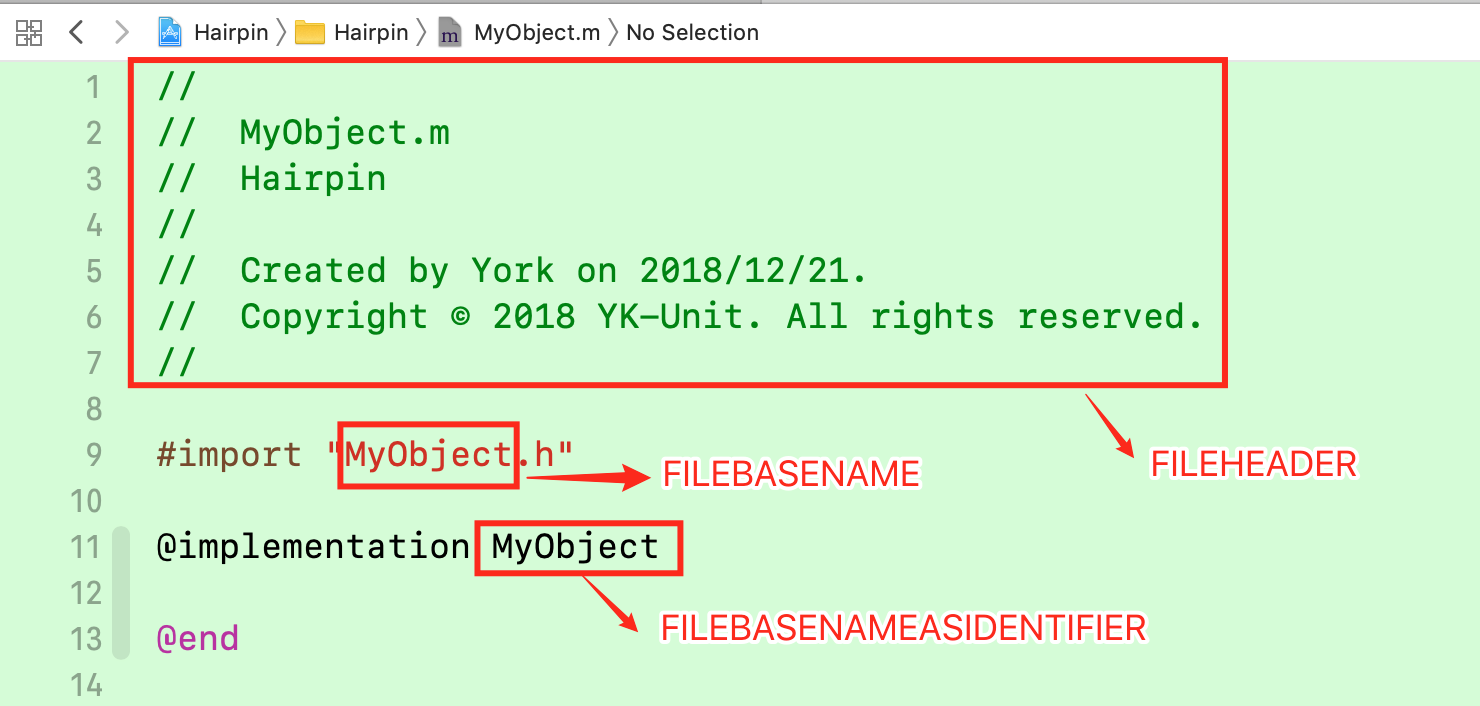 Hairpin Hairpin MyObject.m No Selection
1 //
2 //  MyObject.m
3 //  Hairpin
4 //
5 //  Created by York on 2018/12/21.
6 //  Copyright © 2018 YK-Unit. All rights reserved.
7 //
8
FILEHEADER
9 #import "MyObject.h"
FILEBASENAME
10
11 @implementation MyObject
12
FILEBASENAMEASIDENTIFIER
13 @end
14